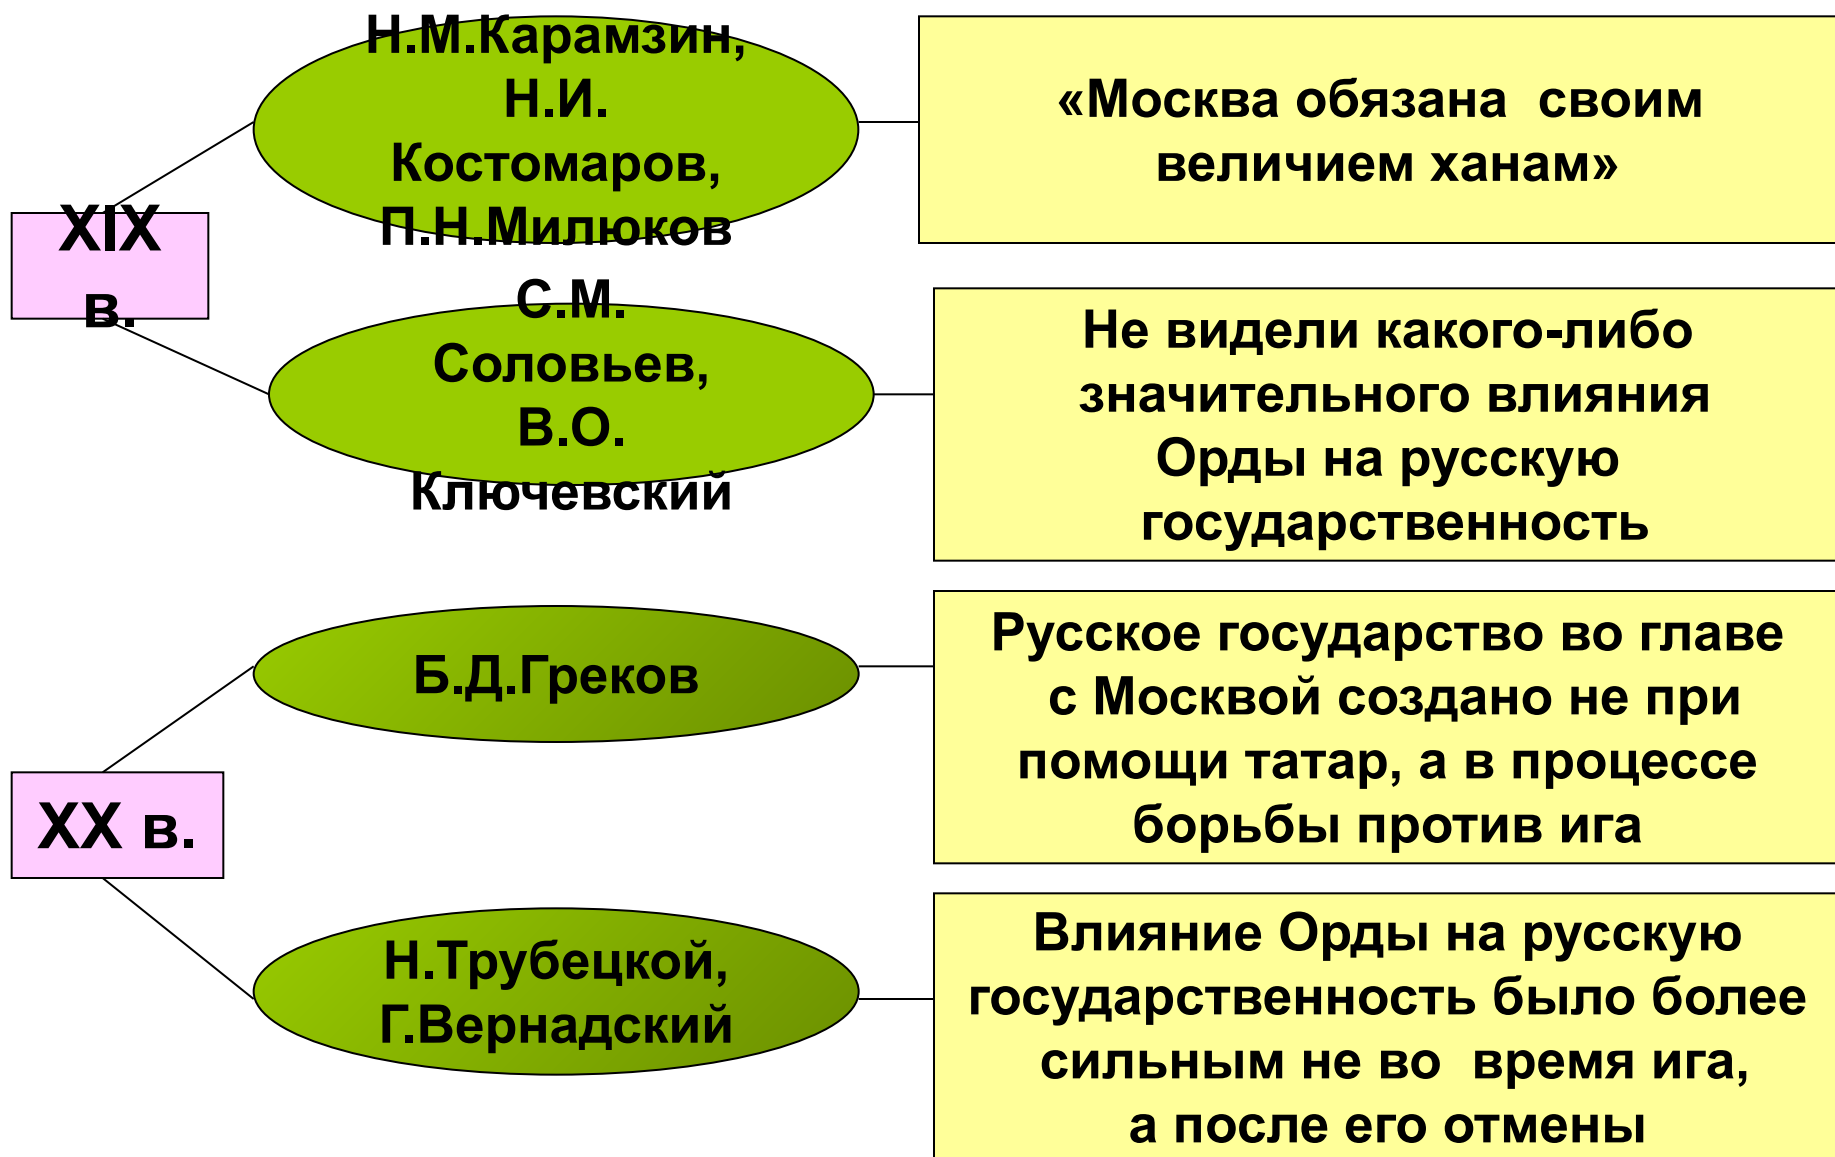 XIX
в.
Н.М.Карамзин,
Н.И.
Костомаров,
П.Н.Милюков
«Москва обязана своим
величием ханам»
С.М.
Соловьев,
В.О.
Ключевский
Не видели какого-либо
значительного влияния
Орды на русскую
государственность
XX в.
Б.Д.Греков
Русское государство во главе
с Москвой создано не при
помощи татар, а в процессе
борьбы против ига
Н.Трубецкой,
Г.Вернадский
Влияние Орды на русскую
государственность было более
сильным не во время ига,
а после его отмены